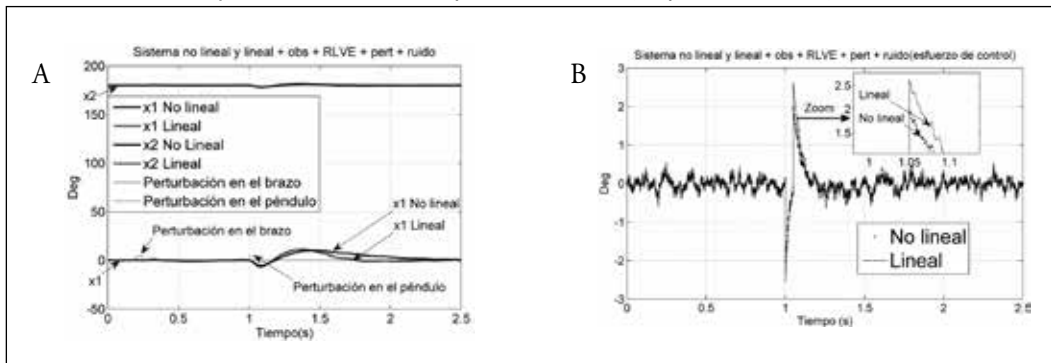 A
Sistema no lineal y lineal + obs + RLVE + pert + ruido
200
150
100
50
0
-50
Deg
x2
x1 No lineal
x1 Lineal
x2 No Lineal
x2 Lineal
Perturbación en el brazo
Perturbación en el péndulo
Perturbación en el brazo
x1 No lineal
x1 Lineal
x1
Perturbación en el péndulo
0 0.5 1 1.5 2 2.5
Tiempo(s)
B
Sistema no lineal y lineal + obs + RLVE + pert + ruido(esfuerzo de control)
3
2
1
0
-1
-2
-3
Deg
Zoom
Lineal
No lineal
2.5
2
1.5
1 1.05 1.1
No lineal
Lineal
0 0.5 1 1.5 2 2.5
Tiempo (s)